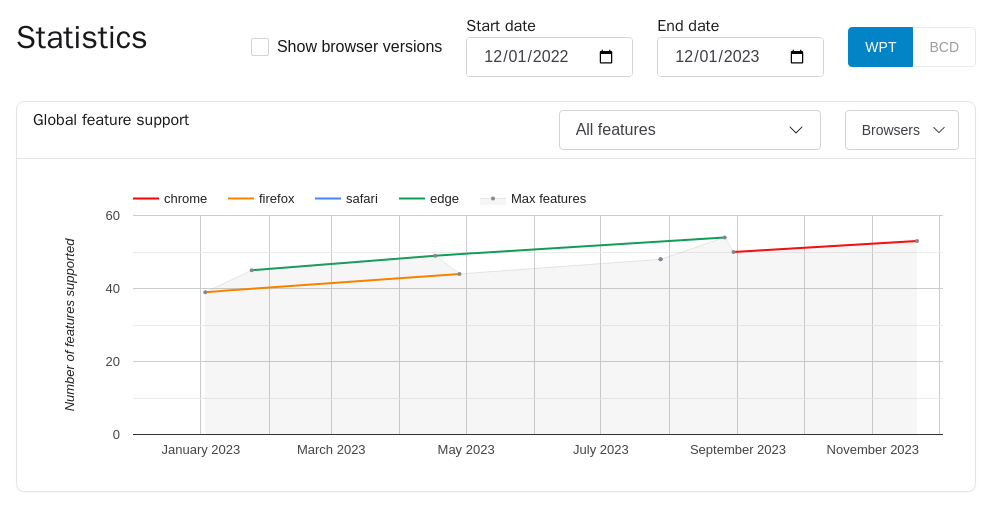 Statistics
Show browser versions
Start date
12/01/2022
End date
12/01/2023
WPT
BCD
Global feature support
All features
Browsers
chrome
firefox
safari
edge
Max features
Number of features supported
60
40
20
0
January 2023
March 2023
May 2023
July 2023
September 2023
November 2023